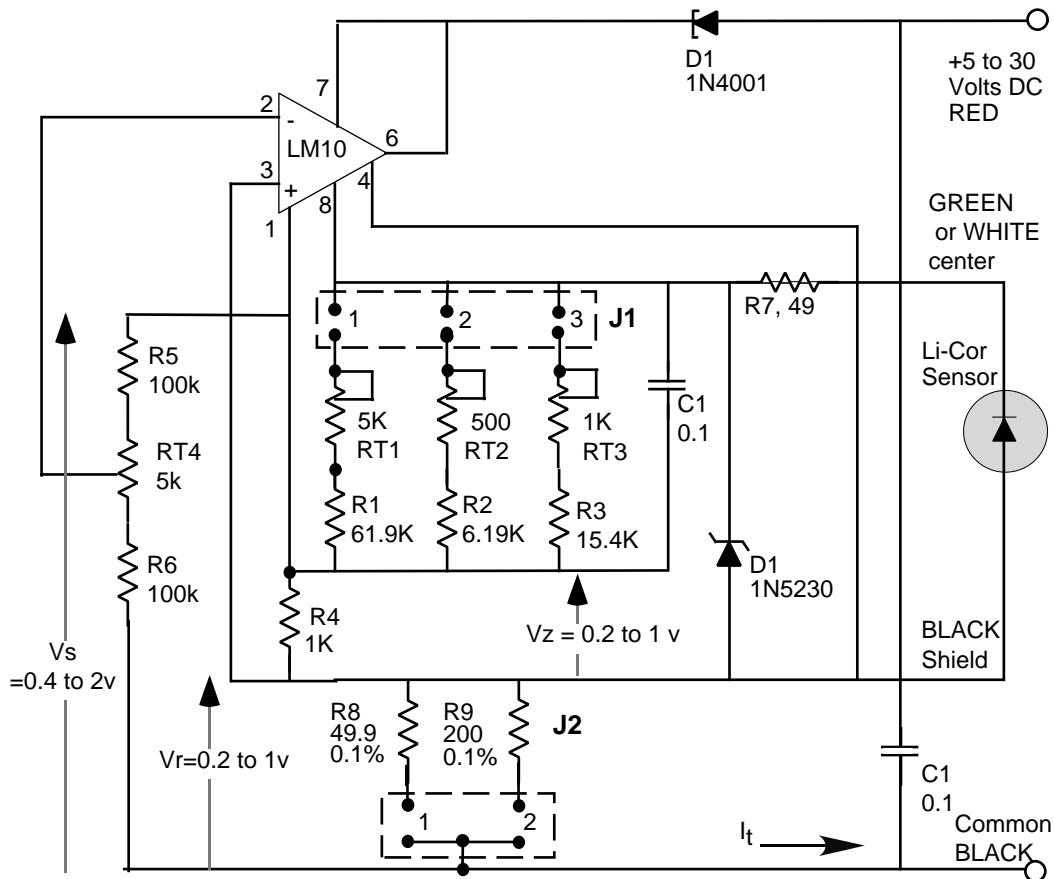 D1
1N4001
+5 to 30
Volts DC
RED
7
2
-
LM10
6
3
+
4
8
1
GREEN
or WHITE
center
R7, 49
1
2
3
J1
R5
100k
Li-Cor
Sensor
C1
0.1
5K
RT1
500
RT2
1K
RT3
RT4
5k
R1
61.9K
R2
6.19K
R3
15.4K
R6
100k
D1
1N5230
R4
1K
Vz = 0.2 to 1 v
BLACK
Shield
Vs
=0.4 to 2v
R8
49.9
0.1%
R9
200
0.1%
J2
Vr=0.2 to 1v
C1
0.1
1
2
It
Common
BLACK